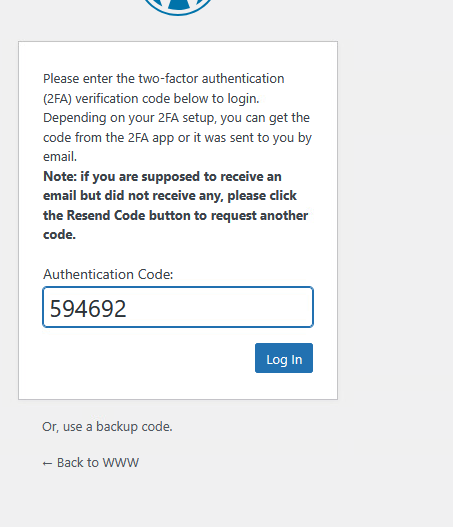 Please enter the two-factor authentication
(2FA) verification code below to login.
Depending on your 2FA setup, you can get the
code from the 2FA app or it was sent to you by
email.
Note: if you are supposed to receive an
email but did not receive any, please click
the Resend Code button to request another
code.
Authentication Code:
594692
Log In
Or, use a backup code.
← Back to WWW